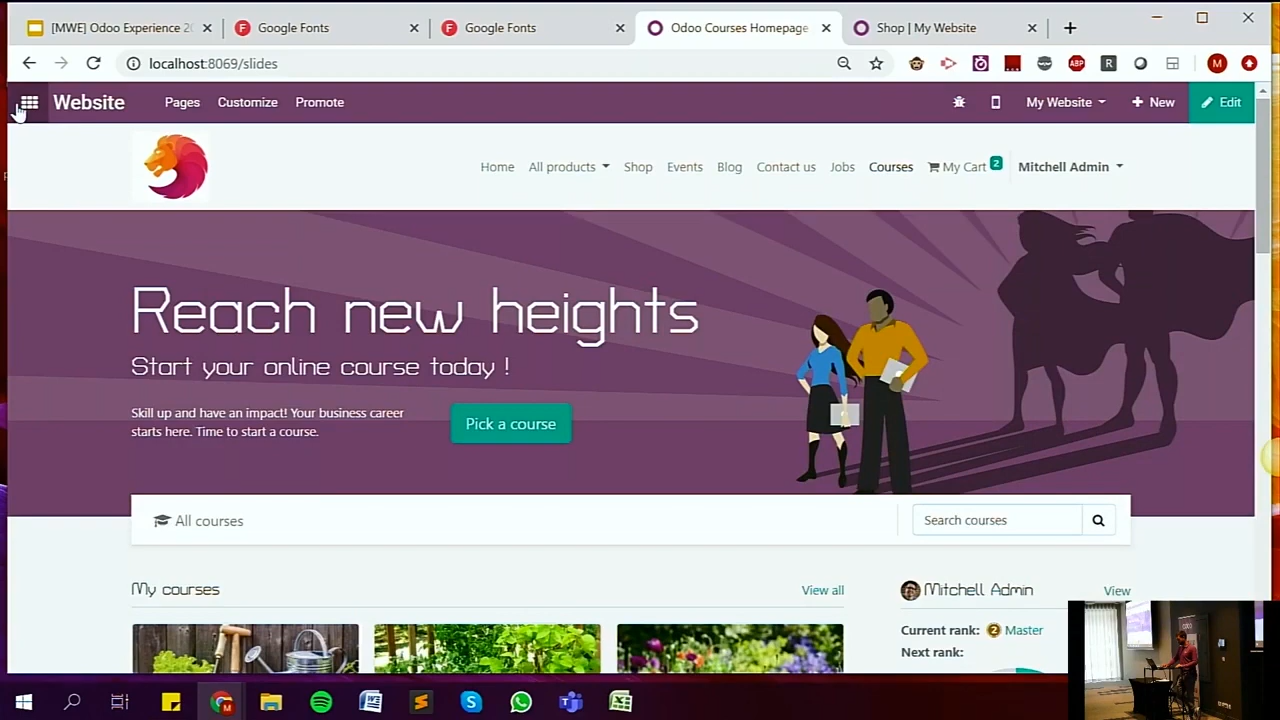 [MWE] Odoo Experience 20
Google Fonts
Google Fonts
Odoo Courses Homepage
Shop | My Website
localhost:8069/slides
ABP
R
M
Website
Pages
Customize
Promote
My Website
New
Edit
Home
All products
Shop
Events
Blog
Contact us
Jobs
Courses
My Cart
2
Mitchell Admin
Reach new heights
Start your online course today !
Skill up and have an impact! Your business career
starts here. Time to start a course.
Pick a course
All courses
Search courses
My courses
View all
Mitchell Admin
View
Current rank:
2
Master
Next rank: